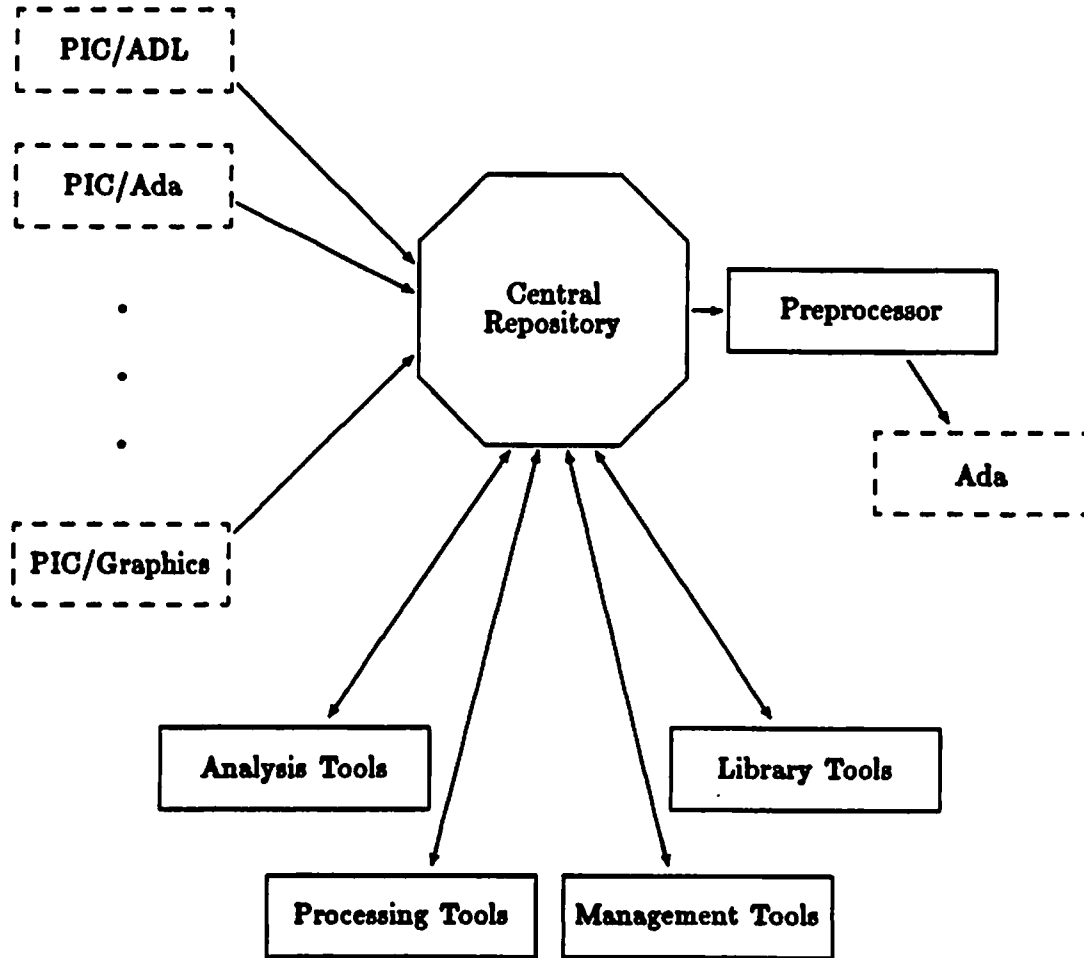 PIC/ADL
PIC/Ada
Central
Repository
Preprocessor
Ada
PIC/Graphics
Analysis Tools
Library Tools
Processing Tools
Management Tools